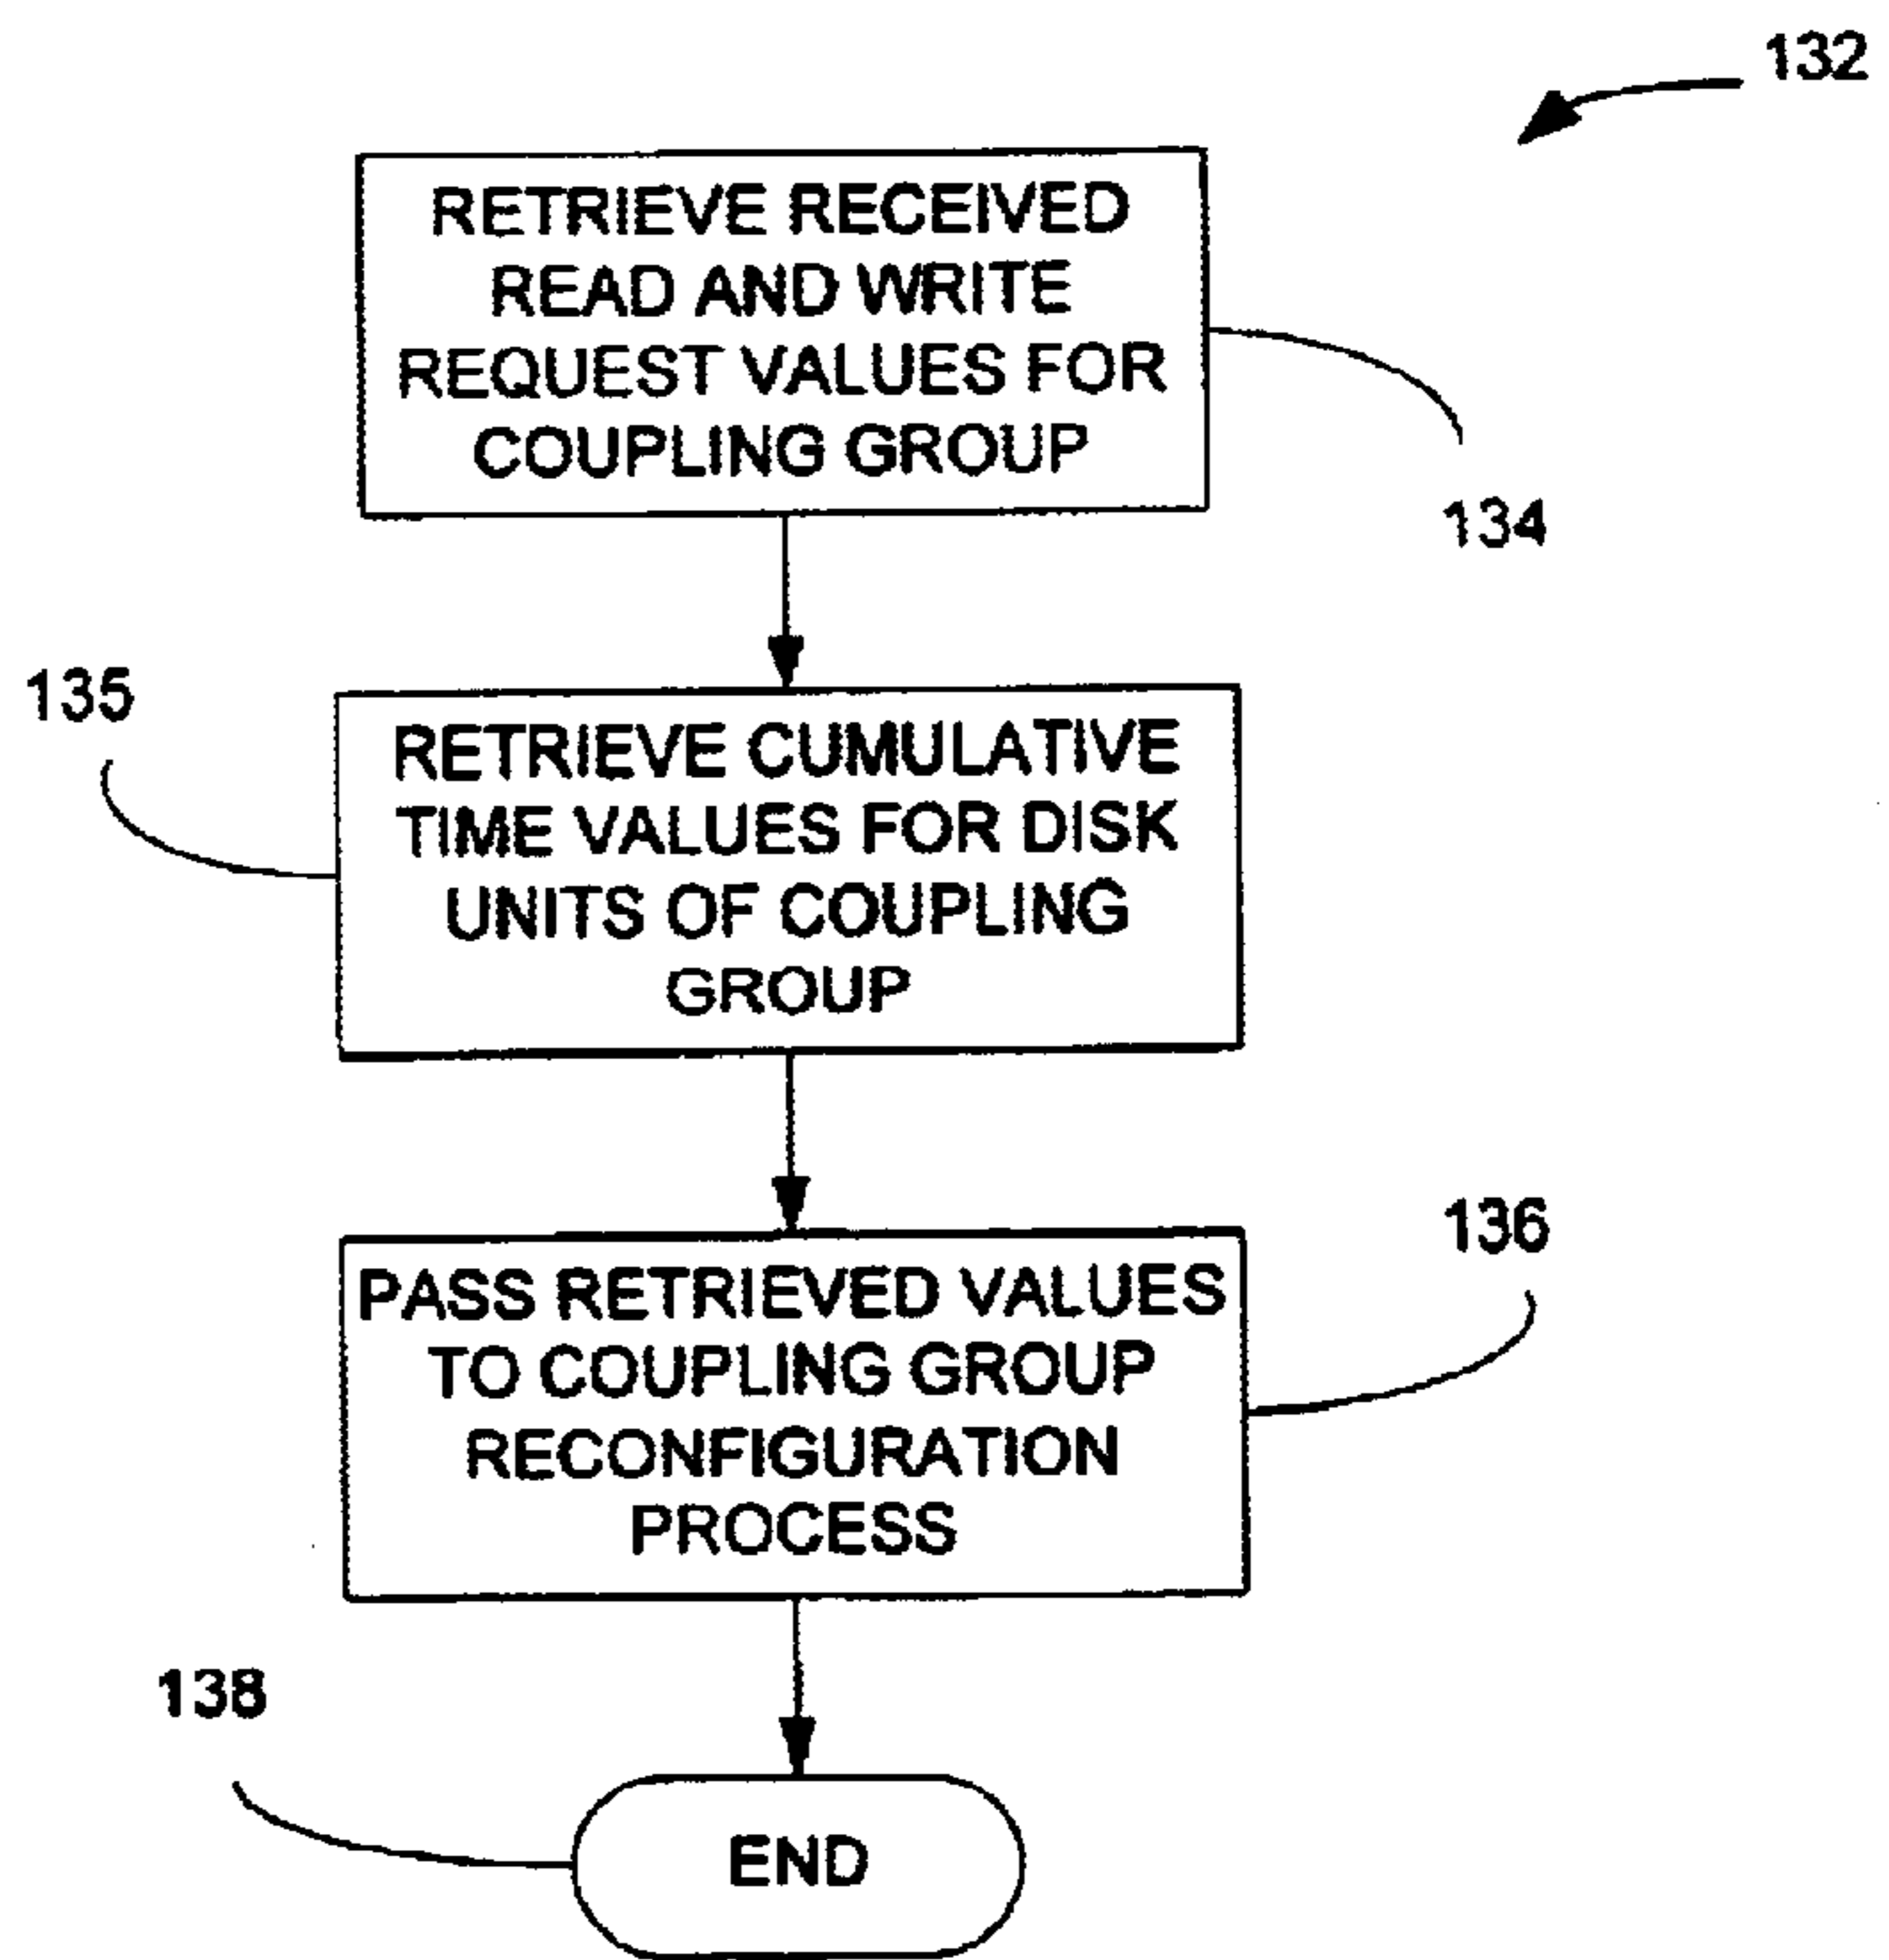 132
RETRIEVE RECEIVED
READ AND WRITE
REQUEST VALUES FOR
COUPLING GROUP
134
135
RETRIEVE CUMULATIVE
TIME VALUES FOR DISK
UNITS OF COUPLING
GROUP
136
PASS RETRIEVED VALUES
TO COUPLING GROUP
RECONFIGURATION
PROCESS
138
END